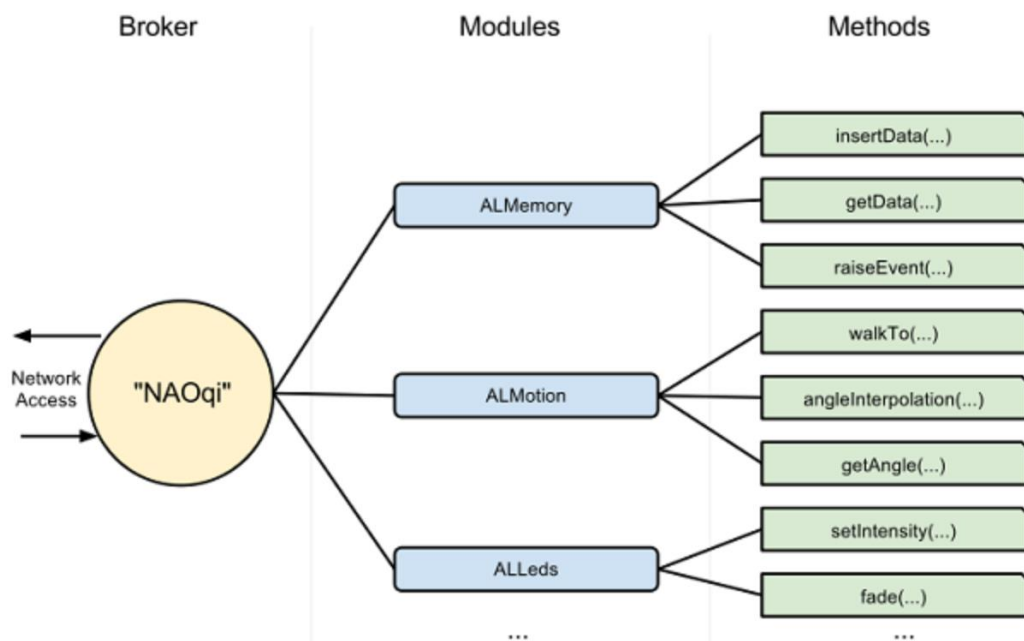 Broker
Modules
Methods
insertData(...)
ALMemory
getData(...)
raiseEvent(...)
walkTo(...)
Network
Access
"NAOqi"
ALMotion
angleInterpolation(...)
getAngle(...)
setIntensity(...)
ALLeds
fade(...)
...
...